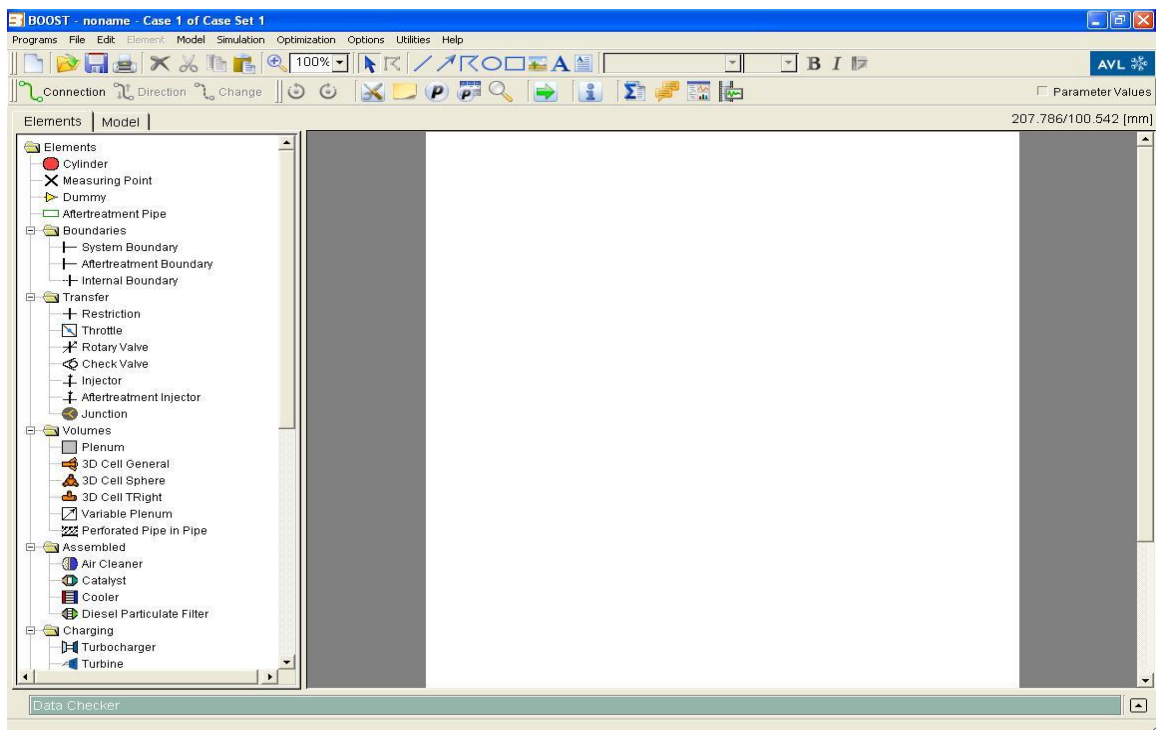 BOOST - noname - Case 1 of Case Set 1
Programs File Edit Element Model Simulation Optimization Options Utilities Help
100% A B I AVL
Connection Direction Change P P i Σ Parameter Values
Elements Model 207.786/100.542 [mm]
Elements
Cylinder
Measuring Point
Dummy
Aftertreatment Pipe
Boundaries
System Boundary
Aftertreatment Boundary
Internal Boundary
Transfer
Restriction
Throttle
Rotary Valve
Check Valve
Injector
Aftertreatment Injector
Junction
Volumes
Plenum
3D Cell General
3D Cell Sphere
3D Cell TRight
Variable Plenum
Perforated Pipe in Pipe
Assembled
Air Cleaner
Catalyst
Cooler
Diesel Particulate Filter
Charging
Turbocharger
Turbine
Data Checker